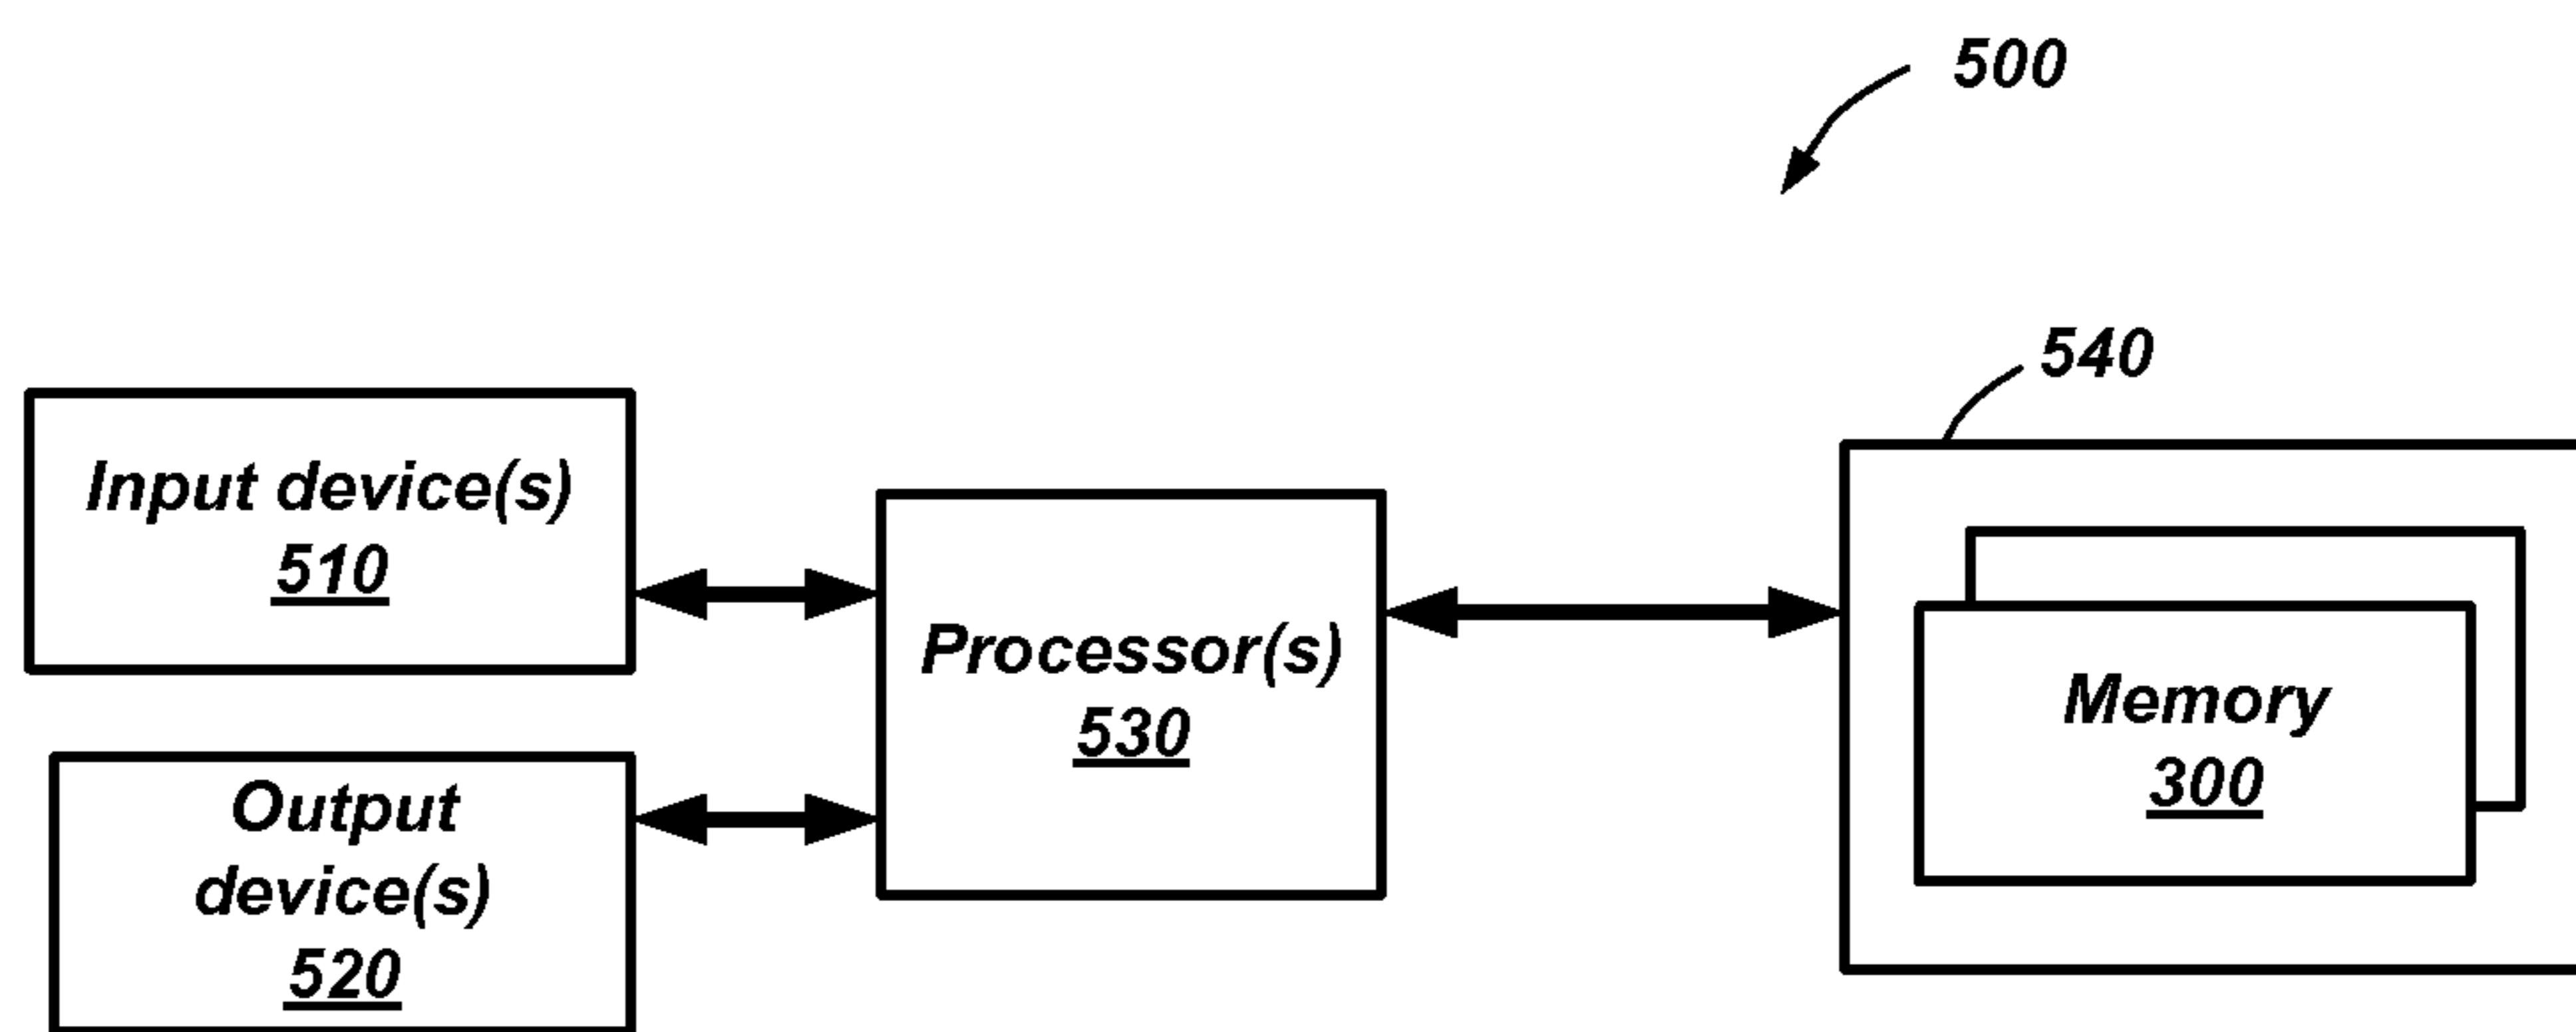 500
540
Input device(s)
510
Processor(s)
530
Memory
300
Output
device(s)
520